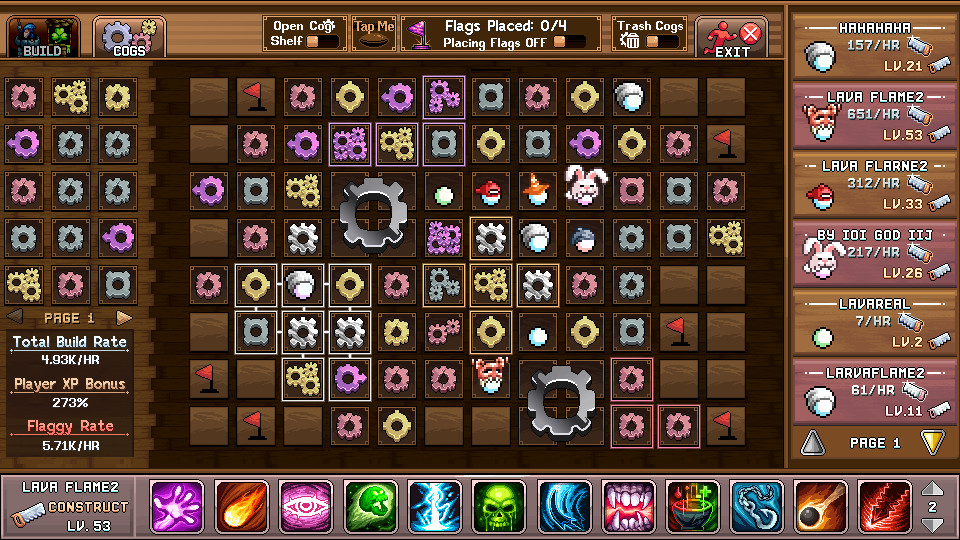 BUILD
COGS
Open Cog
Shelf
Tap Me
Flags Placed: 0/4
Placing Flags OFF
Trash Cogs
EXIT
HAHAHAHA
157/HR
LV.21
LAVA FLAME2
651/HR
LV.53
LAVA FLARNE2
312/HR
LV.33
BY IOI GOD IIJ
217/HR
LV.26
LAVAREAL
7/HR
LV.2
LARVAFLAME2
61/HR
LV.11
PAGE 1
PAGE 1
Total Build Rate
4.93K/HR
Player XP Bonus
273%
Flaggy Rate
5.71K/HR
LAVA FLAME2
CONSTRUCT
LV. 53
2